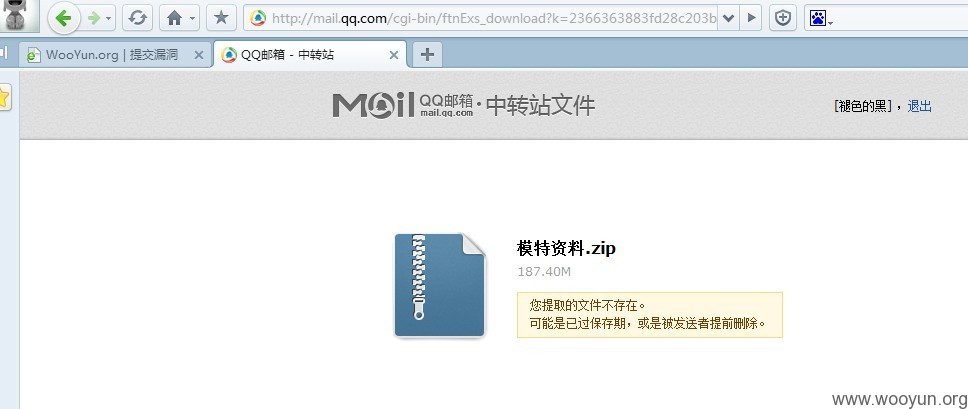 http://mail.qq.com/cgi-bin/ftnExs_download?k=2366363883fd28c203b
WooYun.org | 提交漏洞
QQ邮箱 - 中转站
Mail QQ邮箱 mail.qq.com · 中转站文件
[褪色的黑] ，退出
模特资料.zip
187.40M
您提取的文件不存在。
可能是已过保存期，或是被发送者提前删除。
www.wooyun.org